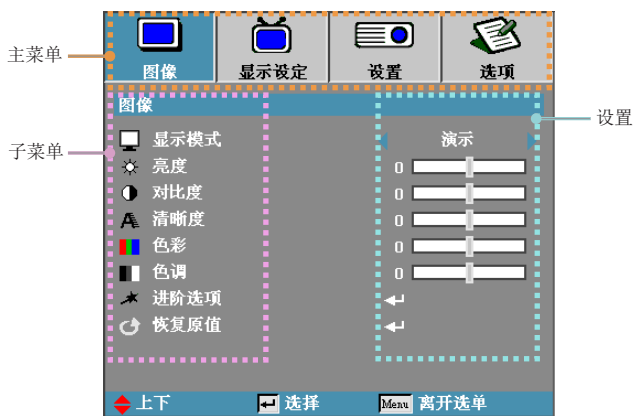 图像 显示设定 设置 选项
主菜单
图像
设置
显示模式 演示
子菜单
亮度 0
对比度 0
清晰度 0
色彩 0
色调 0
进阶选项
恢复原值
上下 选择 Menu 离开选单